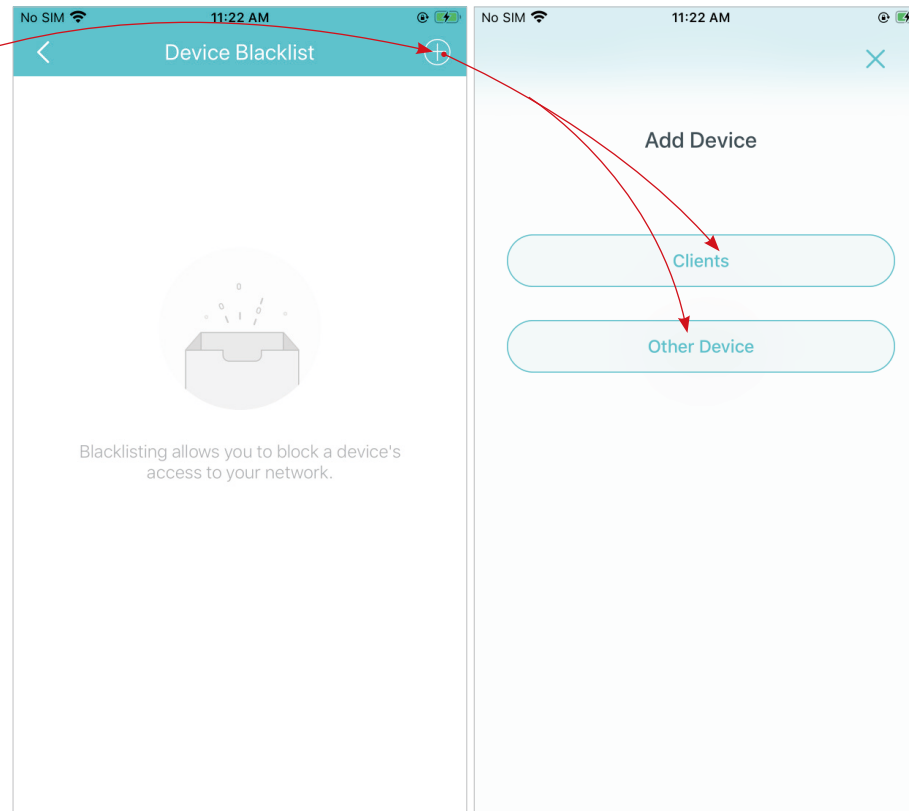 No SIM
11:22 AM
Device Blacklist
Blacklisting allows you to block a device's
access to your network.
No SIM
11:22 AM
Add Device
Clients
Other Device